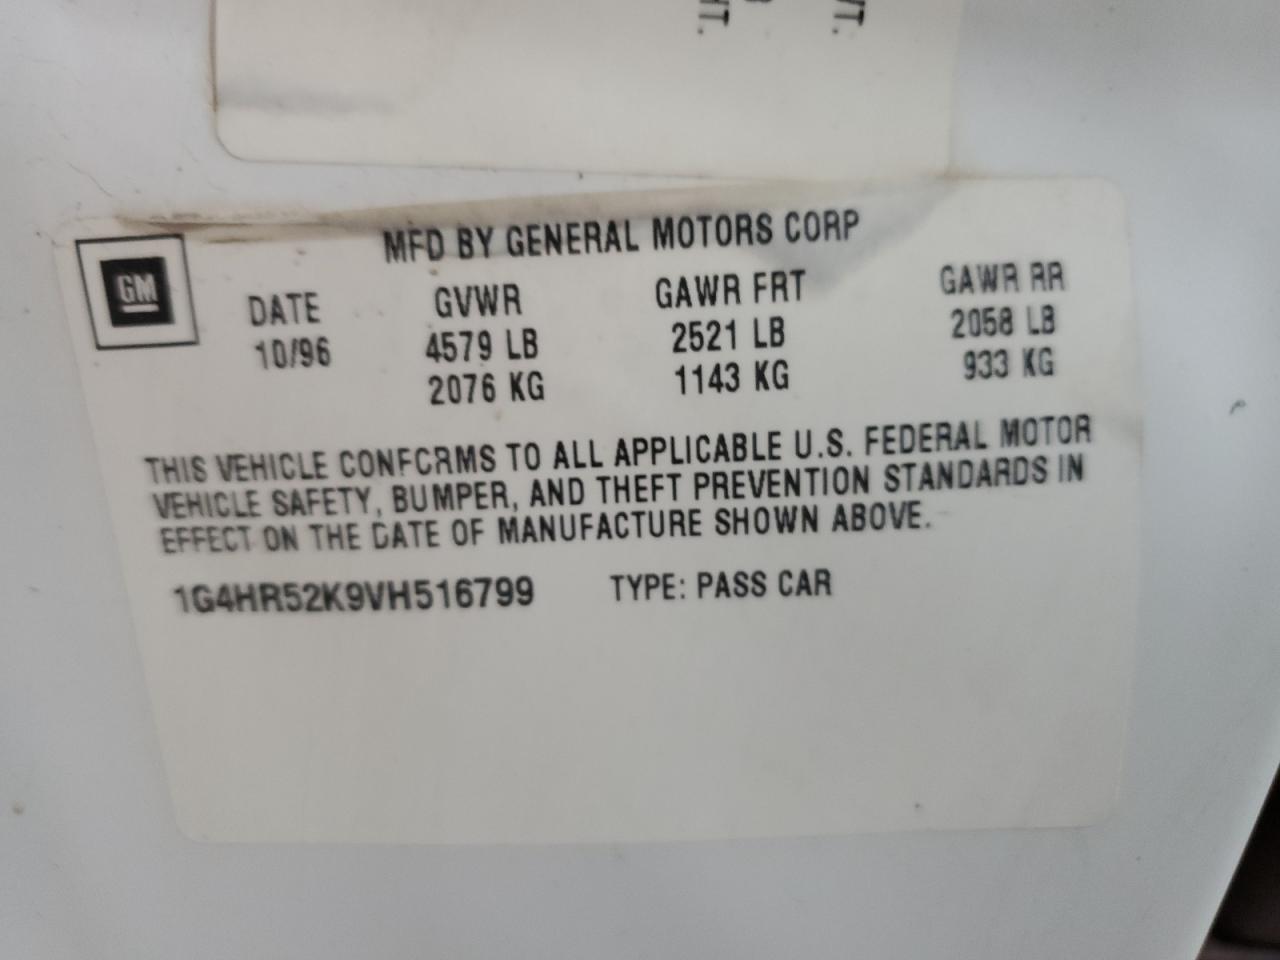 MFD BY GENERAL MOTORS CORP
GM
DATE GVWR GAWR FRT GAWR RR
10/96 4579 LB 2521 LB 2058 LB
2076 KG 1143 KG 933 KG
THIS VEHICLE CONFORMS TO ALL APPLICABLE U.S. FEDERAL MOTOR
VEHICLE SAFETY, BUMPER, AND THEFT PREVENTION STANDARDS IN
EFFECT ON THE DATE OF MANUFACTURE SHOWN ABOVE.
1G4HR52K9VH516799 TYPE: PASS CAR